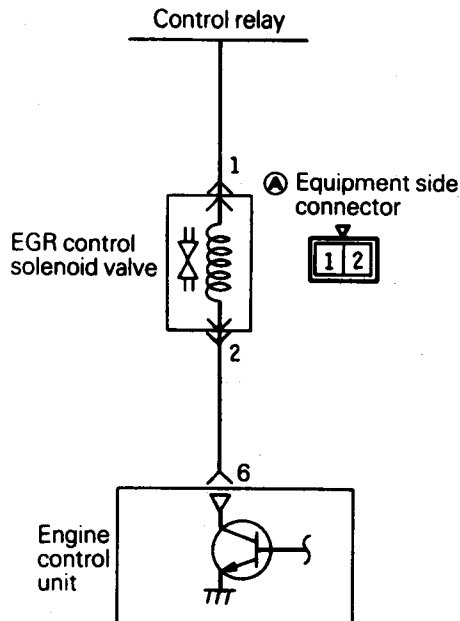 Control relay
1
Ⓐ Equipment side
connector
1 2
EGR control
solenoid valve
2
6
Engine
control
unit